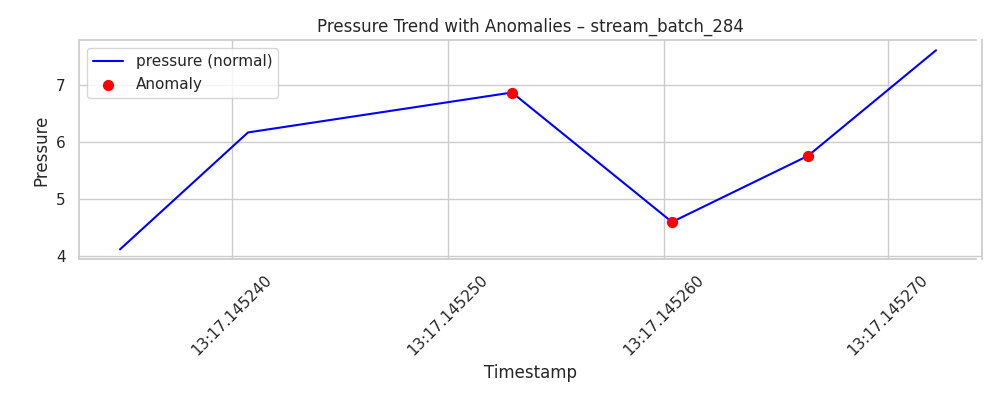 Pressure Trend with Anomalies – stream_batch_284
pressure (normal)
Anomaly
Pressure
7
6
5
4
13:17.145240
13:17.145250
13:17.145260
13:17.145270
Timestamp